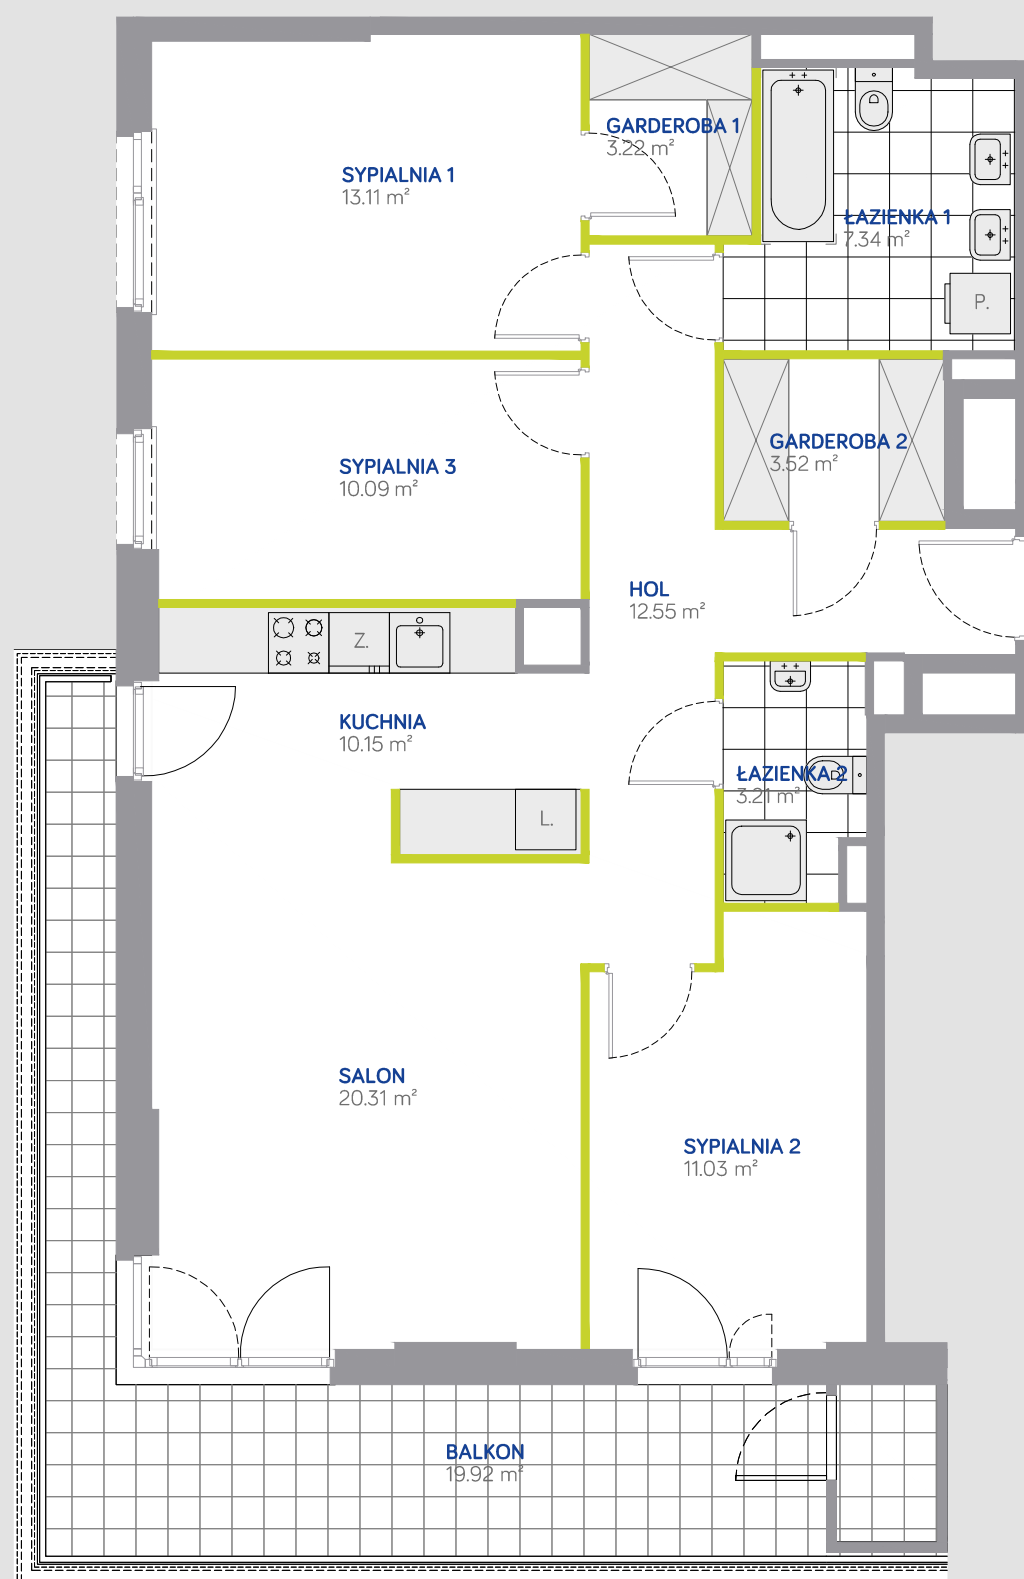 GARDEROBA 1
3.22 m²
SYPIALNIA 1
13.11 m²
ŁAZIENKA 1
7.34 m²
P.
GARDEROBA 2
3.52 m²
SYPIALNIA 3
10.09 m²
HOL
12.55 m²
Z.
KUCHNIA
10.15 m²
ŁAZIENKA 2
3.21 m²
L.
SALON
20.31 m²
SYPIALNIA 2
11.03 m²
BALKON
19.92 m²